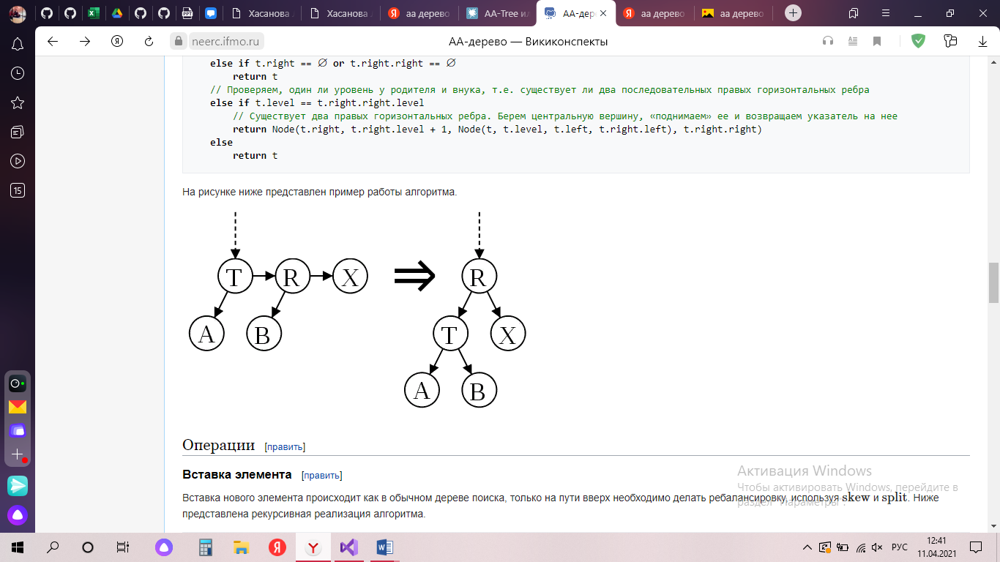 Хасанова
Хасанова
аа дерево
AA-Tree ил
АА-дер
аа дерево
аа дерево
neerc.ifmo.ru
АА-дерево — Викиконспекты
else if t.right == ∅ or t.right.right == ∅
return t
// Проверяем, один ли уровень у родителя и внука, т.е. существует ли два последовательных правых горизонтальных ребра
else if t.level == t.right.right.level
// Существует два правых горизонтальных ребра. Берем центральную вершину, «поднимаем» ее и возвращаем указатель на нее
return Node(t.right, t.right.level + 1, Node(t, t.level, t.left, t.right.left), t.right.right)
else
return t
На рисунке ниже представлен пример работы алгоритма.
T R X ⇒ R
A B T X
A B
Операции [править]
Вставка элемента [править]
Вставка нового элемента происходит как в обычном дереве поиска, только на пути вверх необходимо делать ребалансировку, используя skew и split. Ниже
представлена рекурсивная реализация алгоритма.
Активация Windows
Чтобы активировать Windows, перейдите в
раздел "Параметры".
15
РУС
12:41
11.04.2021